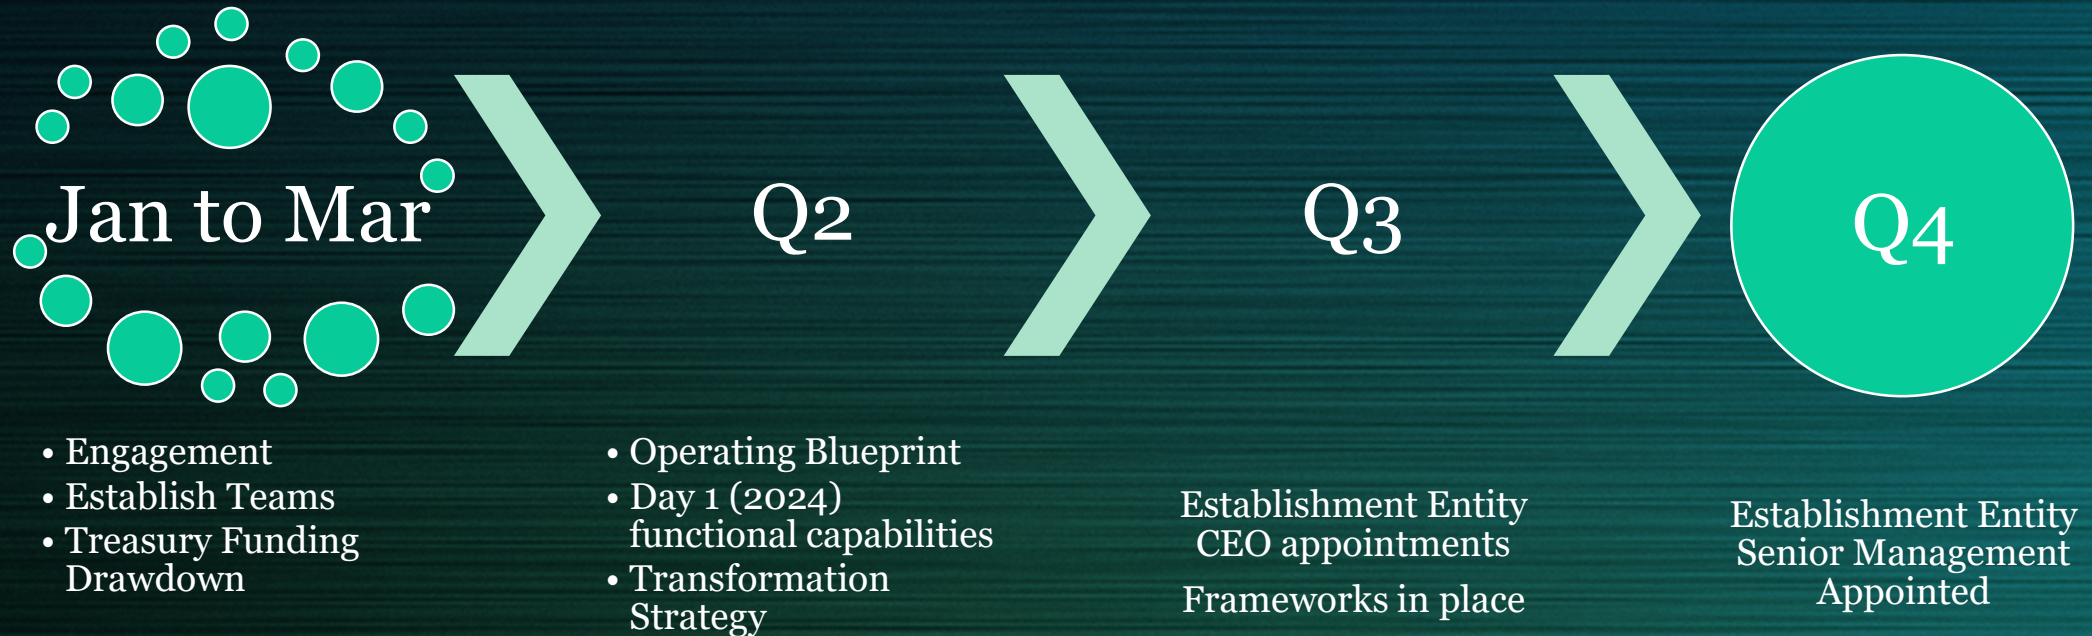 Jan to Mar
• Engagement
• Establish Teams
• Treasury Funding
Drawdown
Q2
• Operating Blueprint
• Day 1 (2024)
functional capabilities
• Transformation
Strategy
Q3
Establishment Entity
CEO appointments
Frameworks in place
Q4
Establishment Entity
Senior Management
Appointed